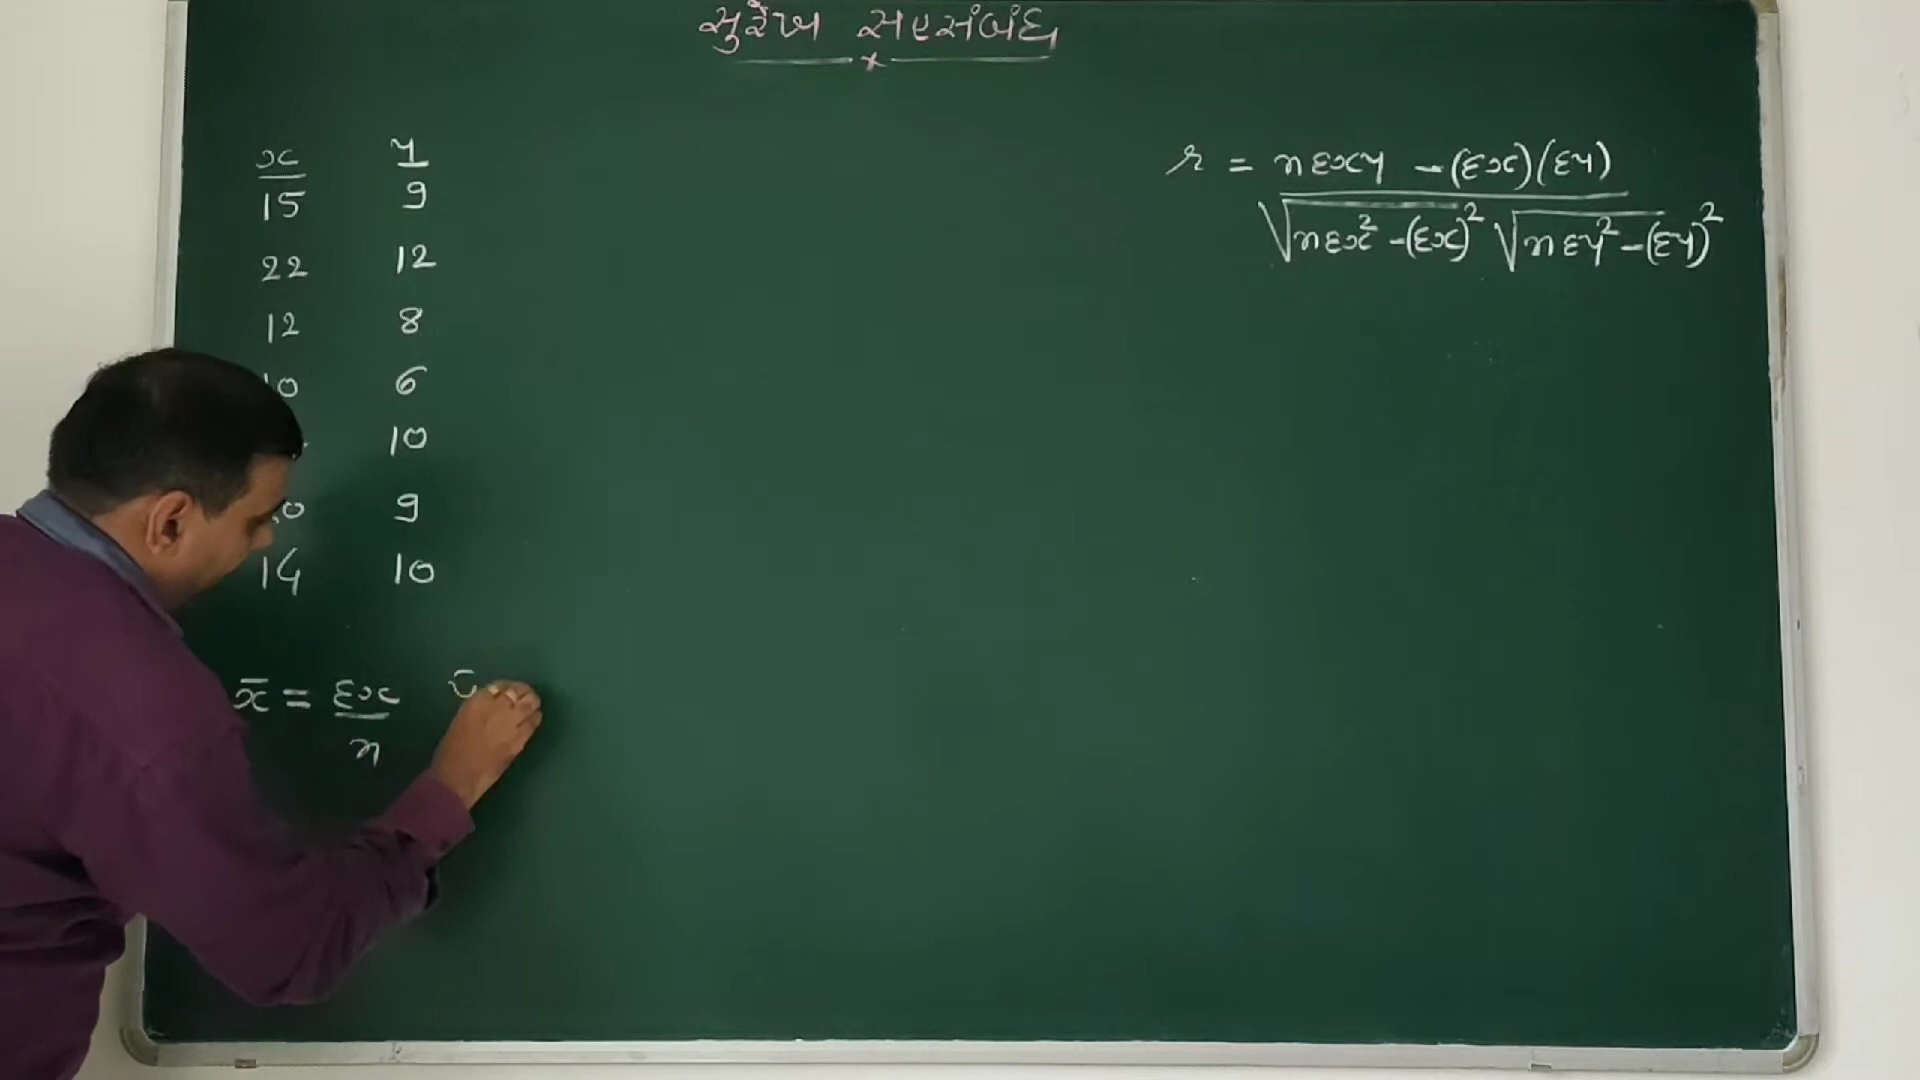 સુરેખ સહસંબંધ
x y
15 9
22 12
12 8
10 6
10
9
14 10
r = nΣxy - (Σx)(Σy)
√nΣx² - (Σx)² √nΣy² - (Σy)²
x̄ = Σx
n